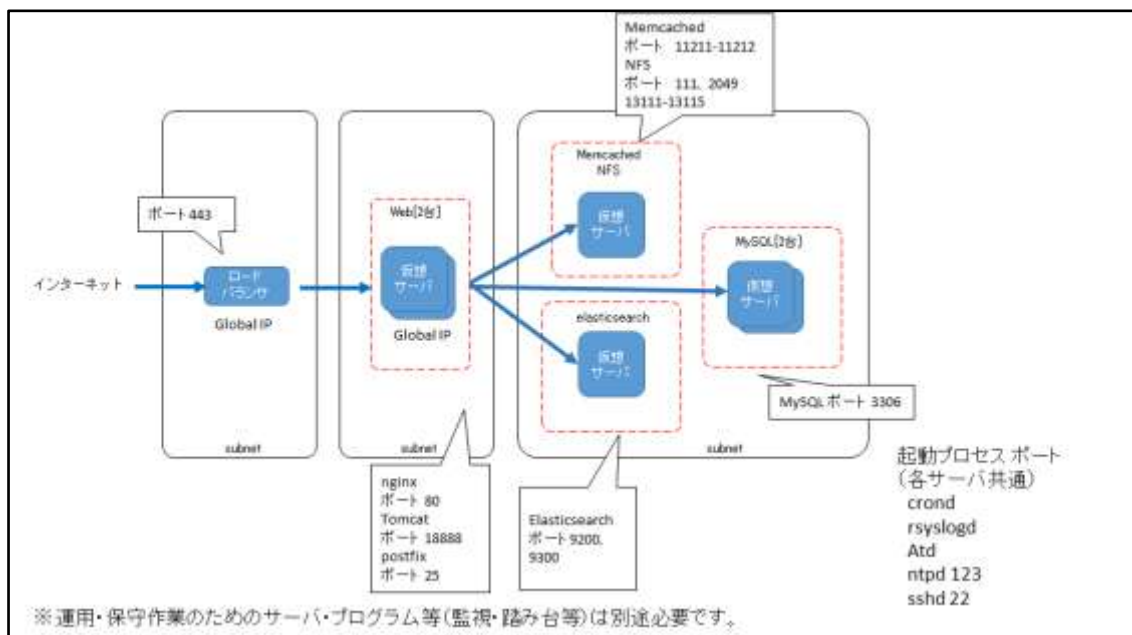 Memcached
ポート 11211-11212
NFS
ポート 111、2049
13111-13115
ポート443
インターネット
ロード
バランサ
Global IP
subnet
Web[2台]
仮想
サーバ
Global IP
subnet
Memcached
NFS
仮想
サーバ
MySQL[2台]
仮想
サーバ
elasticsearch
仮想
サーバ
subnet
MySQL ポート 3306
nginx
ポート 80
Tomcat
ポート 18888
postfix
ポート 25
Elasticsearch
ポート 9200、
9300
起動プロセス ポート
(各サーバ共通)
crond
rsyslogd
Atd
ntpd 123
sshd 22
※運用・保守作業のためのサーバ・プログラム等(監視・踏み台等)は別途必要です。